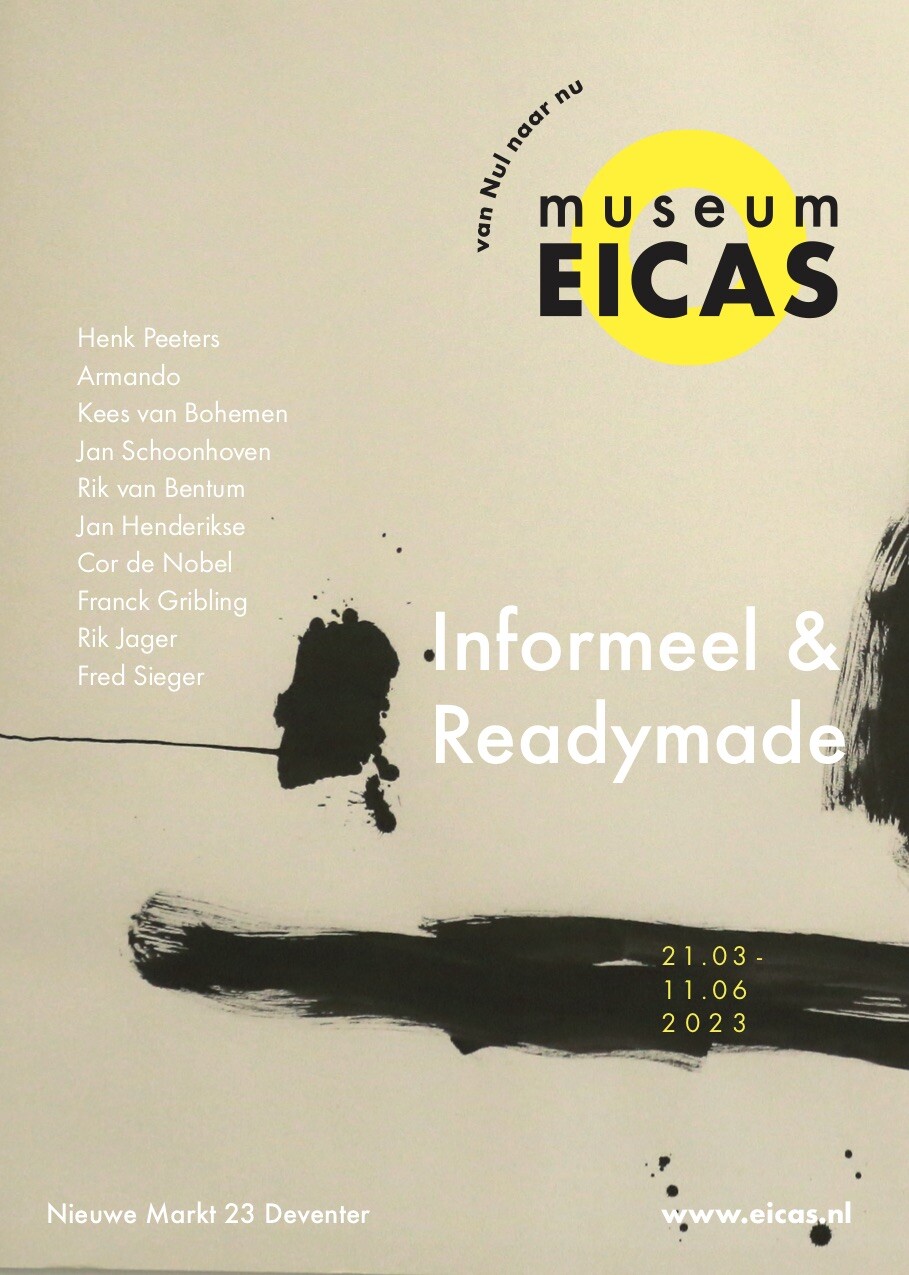 van Nul naar nu
museum
EICAS
Henk Peeters
Armando
Kees van Bohemen
Jan Schoonhoven
Rik van Bentum
Jan Henderikse
Cor de Nobel
Franck Gribling
Rik Jager
Fred Sieger
Informeel &
Readymade
21.03-
11.06
2023
Nieuwe Markt 23 Deventer
www.eicas.nl